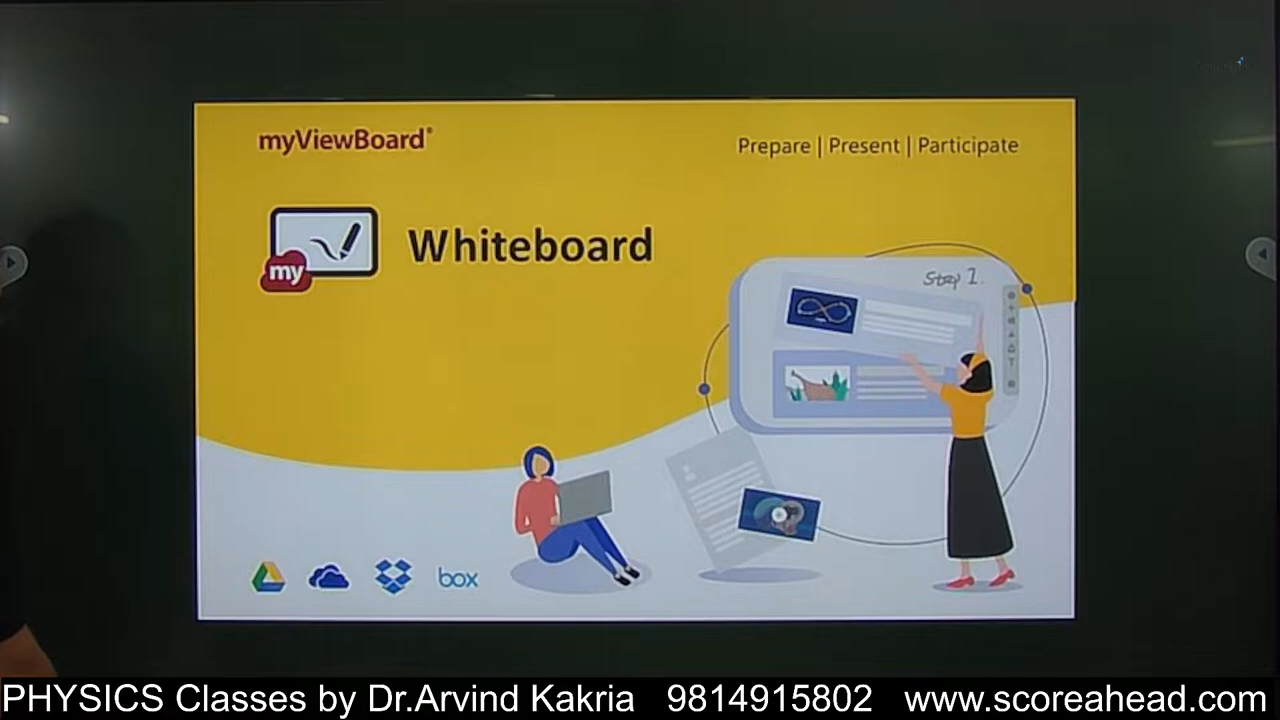 myViewBoard®
Prepare | Present | Participate
my
Whiteboard
Step 1.
box
PHYSICS Classes by Dr.Arvind Kakria 9814915802 www.scoreahead.com